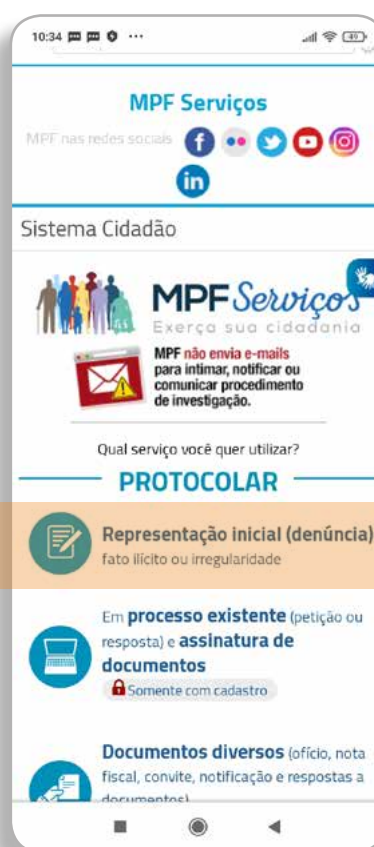 10:34
49
MPF Serviços
MPF nas redes sociais
in
Sistema Cidadão
MPF Serviços
Exerça sua cidadania
MPF não envia e-mails
para intimar, notificar ou
comunicar procedimento
de investigação.
Qual serviço você quer utilizar?
PROTOCOLAR
Representação inicial (denúncia)
fato ilícito ou irregularidade
Em processo existente (petição ou
resposta) e assinatura de
documentos
Somente com cadastro
Documentos diversos (ofício, nota
fiscal, convite, notificação e respostas a
documentos)